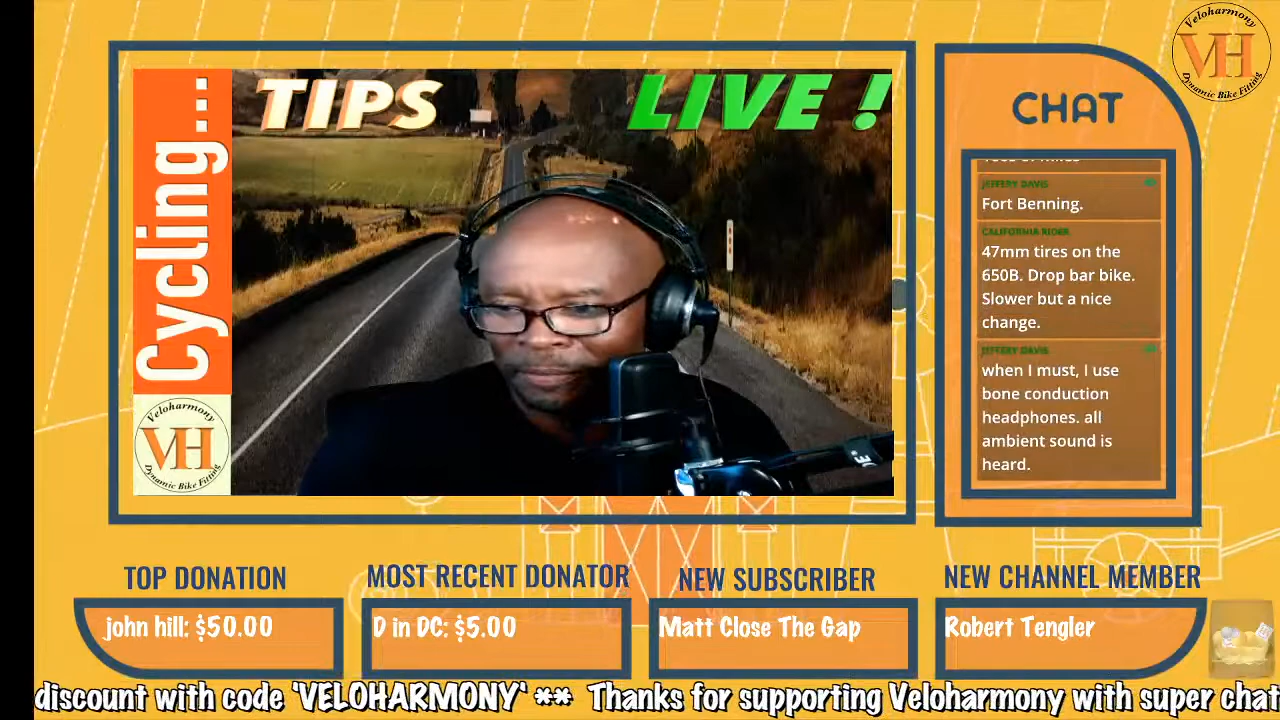 Veloharmony
VH
Dynamic Bike Fitting
Cycling...
TIPS
LIVE !
CHAT
JEFFERY DAVIS
Fort Benning.
CALIFORNIA RIDER
47mm tires on the
650B. Drop bar bike.
Slower but a nice
change.
JEFFERY DAVIS
when I must, I use
bone conduction
headphones. all
ambient sound is
heard.
Veloharmony
VH
Dynamic Bike Fitting
TOP DONATION
MOST RECENT DONATOR
NEW SUBSCRIBER
NEW CHANNEL MEMBER
john hill: $50.00
D in DC: $5.00
Matt Close The Gap
Robert Tengler
discount with code 'VELOHARMONY' ** Thanks for supporting Veloharmony with super chat